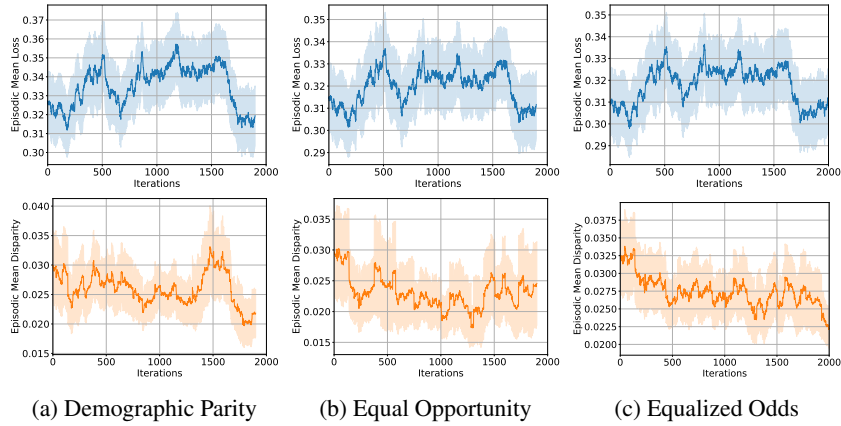 Episodic Mean Loss
0.37
0.36
0.35
0.34
0.33
0.32
0.31
0.30
0 500 1000 1500 2000
Iterations
Episodic Mean Loss
0.35
0.34
0.33
0.32
0.31
0.30
0.29
0 500 1000 1500 2000
Iterations
Episodic Mean Loss
0.35
0.34
0.33
0.32
0.31
0.30
0.29
0 500 1000 1500 2000
Iterations
Episodic Mean Disparity
0.040
0.035
0.030
0.025
0.020
0.015
0 500 1000 1500 2000
Iterations
Episodic Mean Disparity
0.035
0.030
0.025
0.020
0.015
0 500 1000 1500 2000
Iterations
Episodic Mean Disparity
0.0375
0.0350
0.0325
0.0300
0.0275
0.0250
0.0225
0.0200
0 500 1000 1500 2000
Iterations
(a) Demographic Parity
(b) Equal Opportunity
(c) Equalized Odds